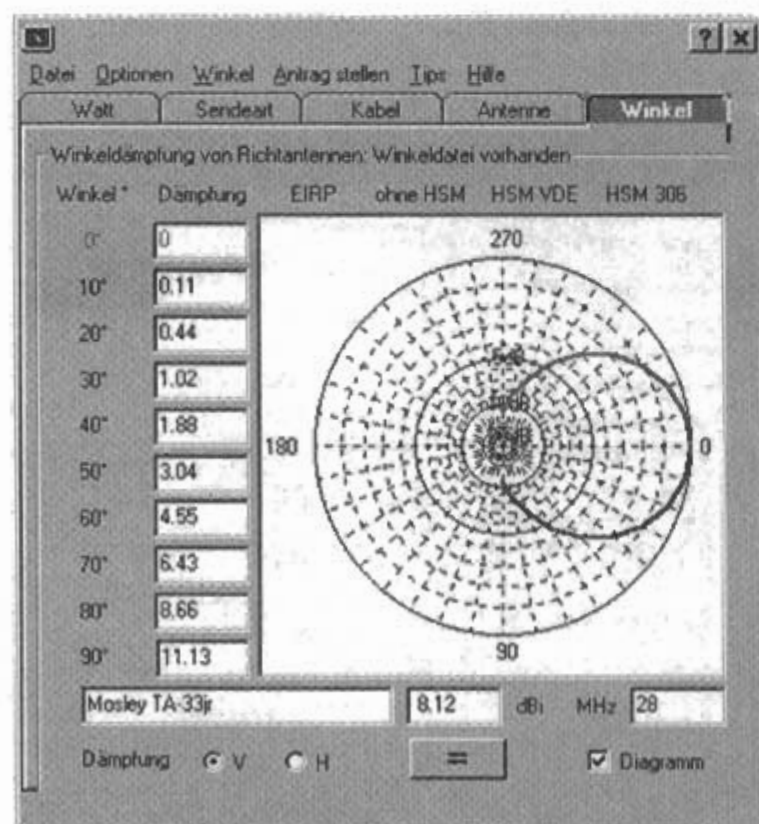 Datei Optionen Winkel Antrag stellen Tips Hilfe
Watt Sendeart Kabel Antenne Winkel
Winkeldämpfung von Richtantennen: Winkeldatei vorhanden
Winkel ° Dämpfung EIRP ohne HSM HSM VDE HSM 306
0° 0
10° 0.11
20° 0.44
30° 1.02
40° 1.88
50° 3.04
60° 4.55
70° 6.43
80° 8.66
90° 11.13
270
180
0
90
Mosley TA-33jr 8.12 dBi MHz 28
Dämpfung V H = Diagramm